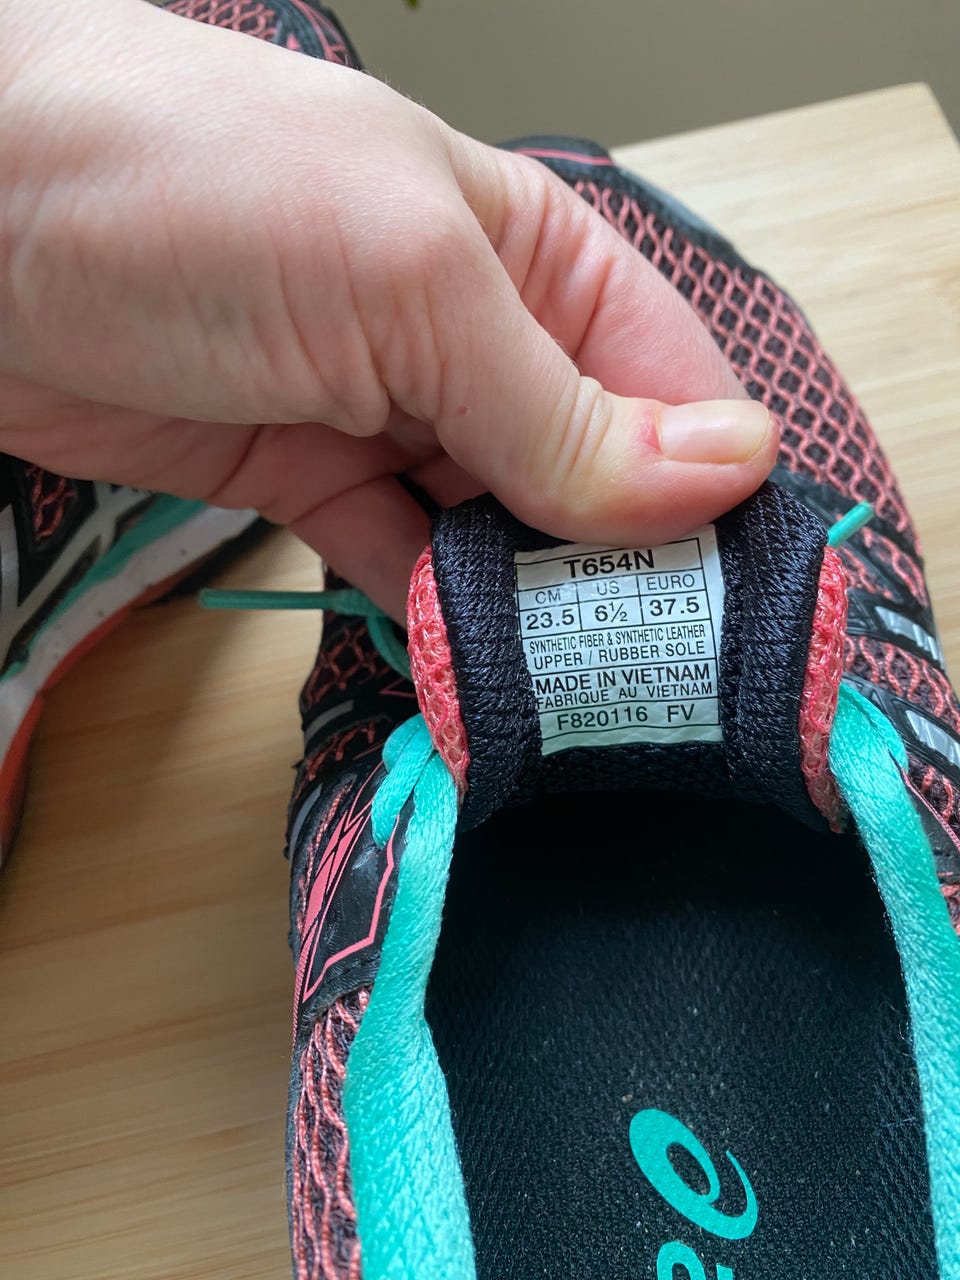 T654N
CM US EURO
23.5 6½ 37.5
SYNTHETIC FIBER & SYNTHETIC LEATHER
UPPER / RUBBER SOLE
MADE IN VIETNAM
FABRIQUE AU VIETNAM
F820116 FV